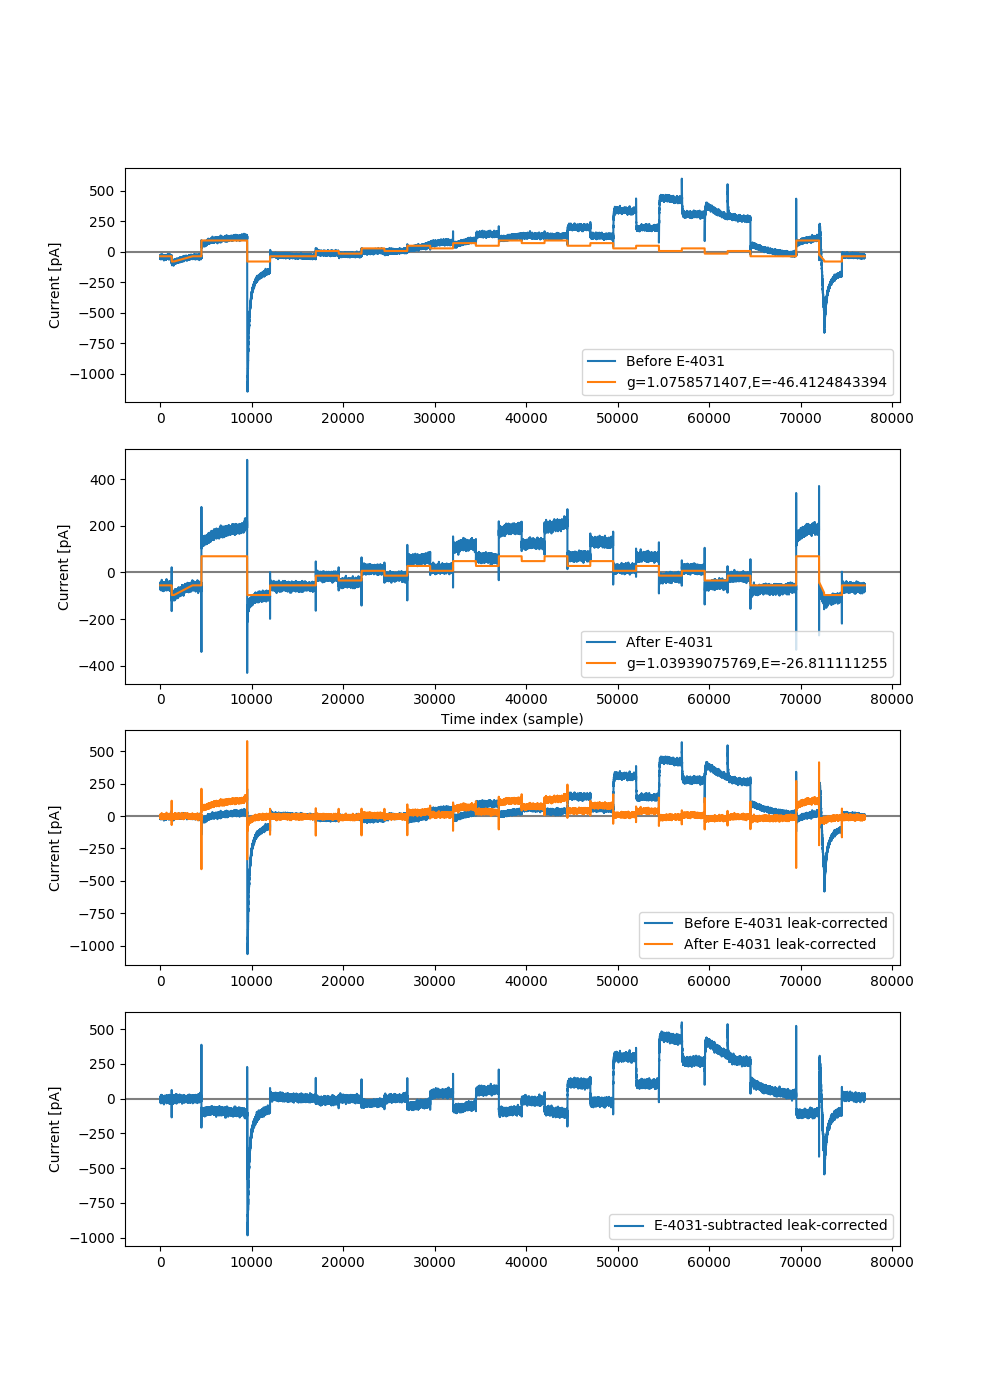 500
250
0
−250
−500
−750
−1000
Current [pA]
Before E-4031
g=1.0758571407,E=-46.4124843394
0 10000 20000 30000 40000 50000 60000 70000 80000
400
200
0
−200
−400
Current [pA]
After E-4031
g=1.03939075769,E=-26.811111255
0 10000 20000 30000 40000 50000 60000 70000 80000
Time index (sample)
500
250
0
−250
−500
−750
−1000
Current [pA]
Before E-4031 leak-corrected
After E-4031 leak-corrected
0 10000 20000 30000 40000 50000 60000 70000 80000
500
250
0
−250
−500
−750
−1000
Current [pA]
E-4031-subtracted leak-corrected
0 10000 20000 30000 40000 50000 60000 70000 80000